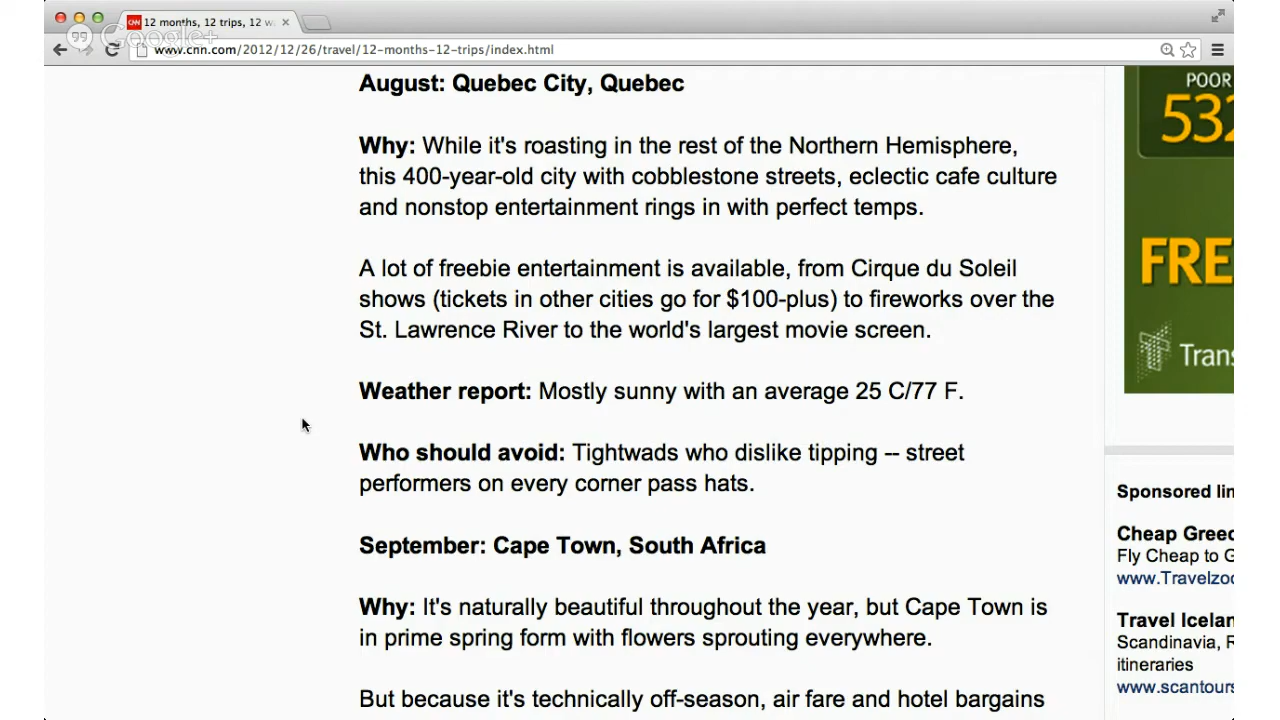 12 months, 12 trips, 12 w
Google+
www.cnn.com/2012/12/26/travel/12-months-12-trips/index.html
August: Quebec City, Quebec
Why: While it's roasting in the rest of the Northern Hemisphere,
this 400-year-old city with cobblestone streets, eclectic cafe culture
and nonstop entertainment rings in with perfect temps.
A lot of freebie entertainment is available, from Cirque du Soleil
shows (tickets in other cities go for $100-plus) to fireworks over the
St. Lawrence River to the world's largest movie screen.
Weather report: Mostly sunny with an average 25 C/77 F.
Who should avoid: Tightwads who dislike tipping -- street
performers on every corner pass hats.
September: Cape Town, South Africa
Why: It's naturally beautiful throughout the year, but Cape Town is
in prime spring form with flowers sprouting everywhere.
But because it's technically off-season, air fare and hotel bargains
POOR
532
FRE
Trans
Sponsored lin
Cheap Greec
Fly Cheap to G
www.Travelzoo
Travel Icelan
Scandinavia, R
itineraries
www.scantours